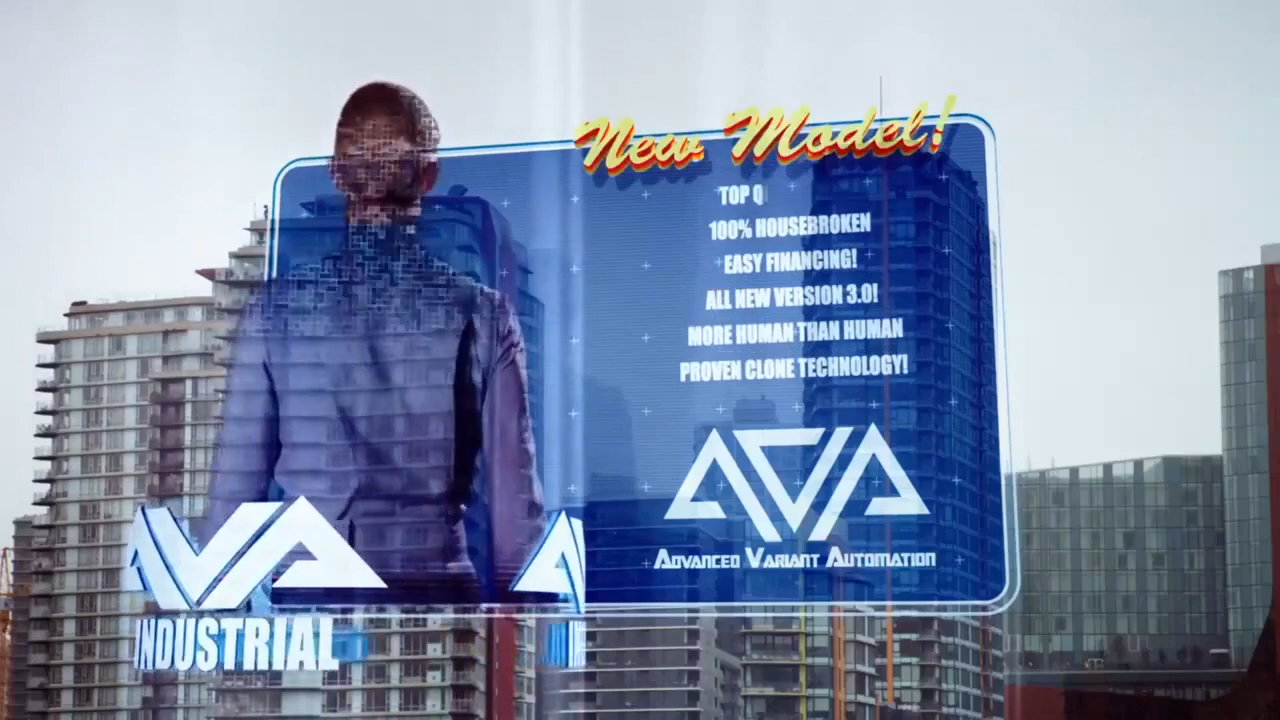 New Model!
TOP Q
100% HOUSEBROKEN
EASY FINANCING!
ALL NEW VERSION 3.0!
MORE HUMAN THAN HUMAN
PROVEN CLONE TECHNOLOGY!
AVA
ADVANCED VARIANT AUTOMATION
AVA
INDUSTRIAL